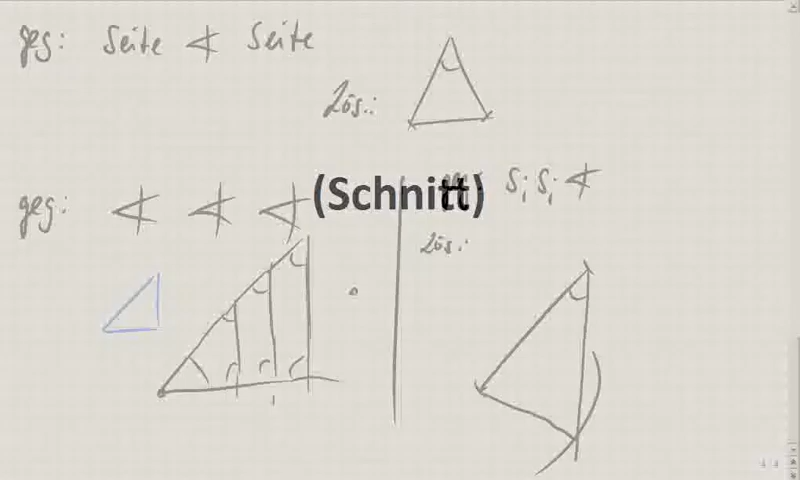 geg: Seite ∢ Seite
Lös.:
geg: ∢ ∢ ∢
(Schnitt)
s; s; ∢
Lös.: